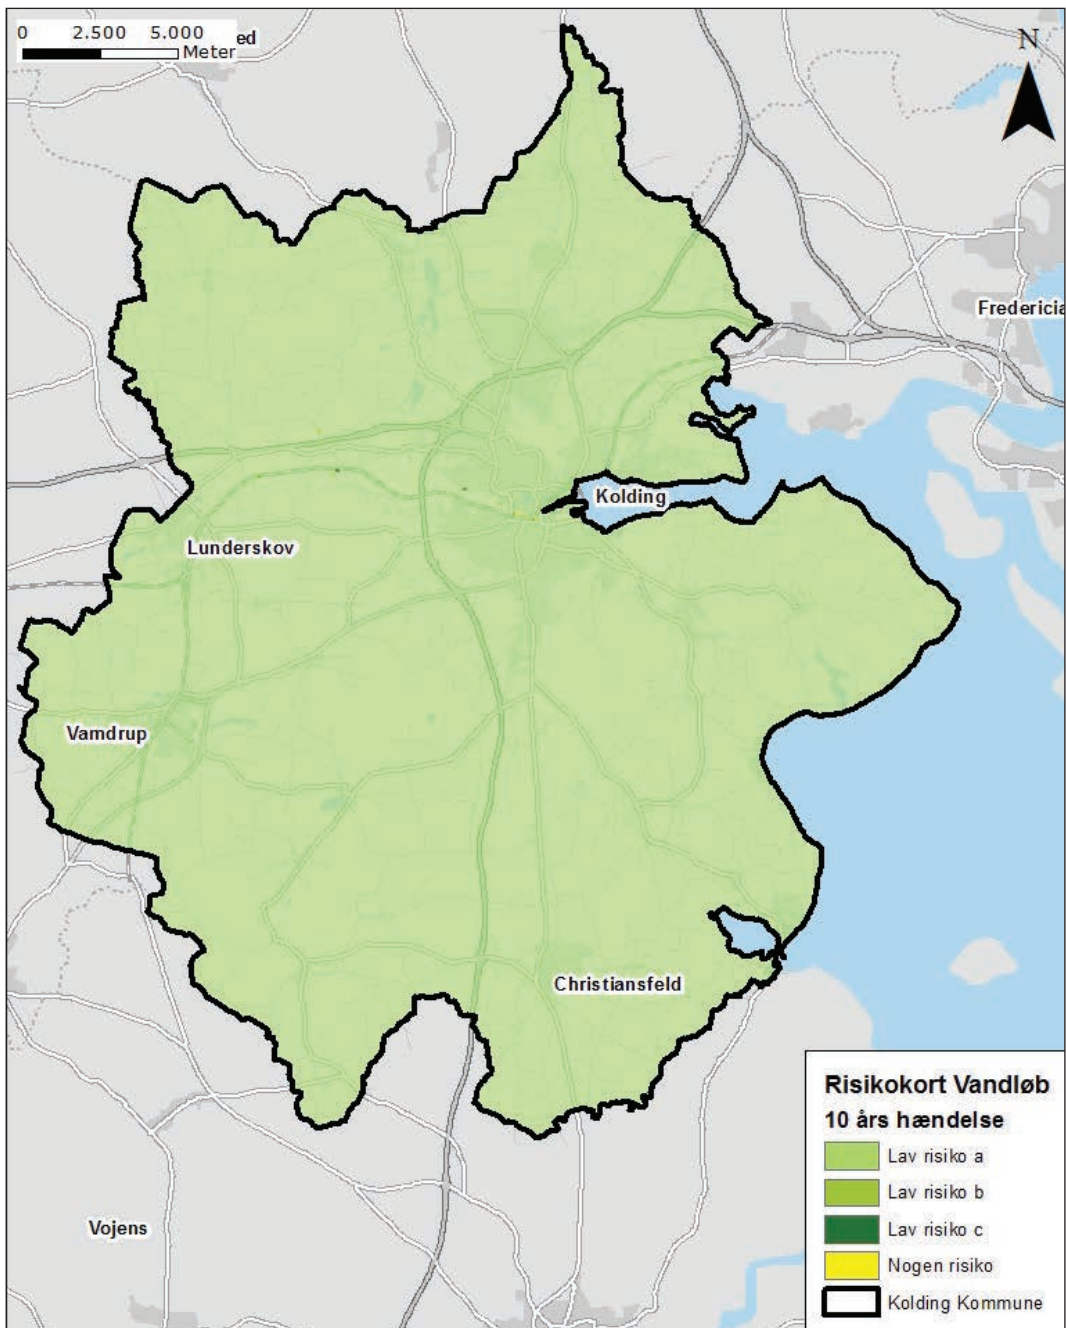 0 2.500 5.000
Meter
ed
N
Fredericia
Kolding
Lunderskov
Vamdrup
Christiansfeld
Vojens
Risikokort Vandløb
10 års hændelse
Lav risiko a
Lav risiko b
Lav risiko c
Nogen risiko
Kolding Kommune